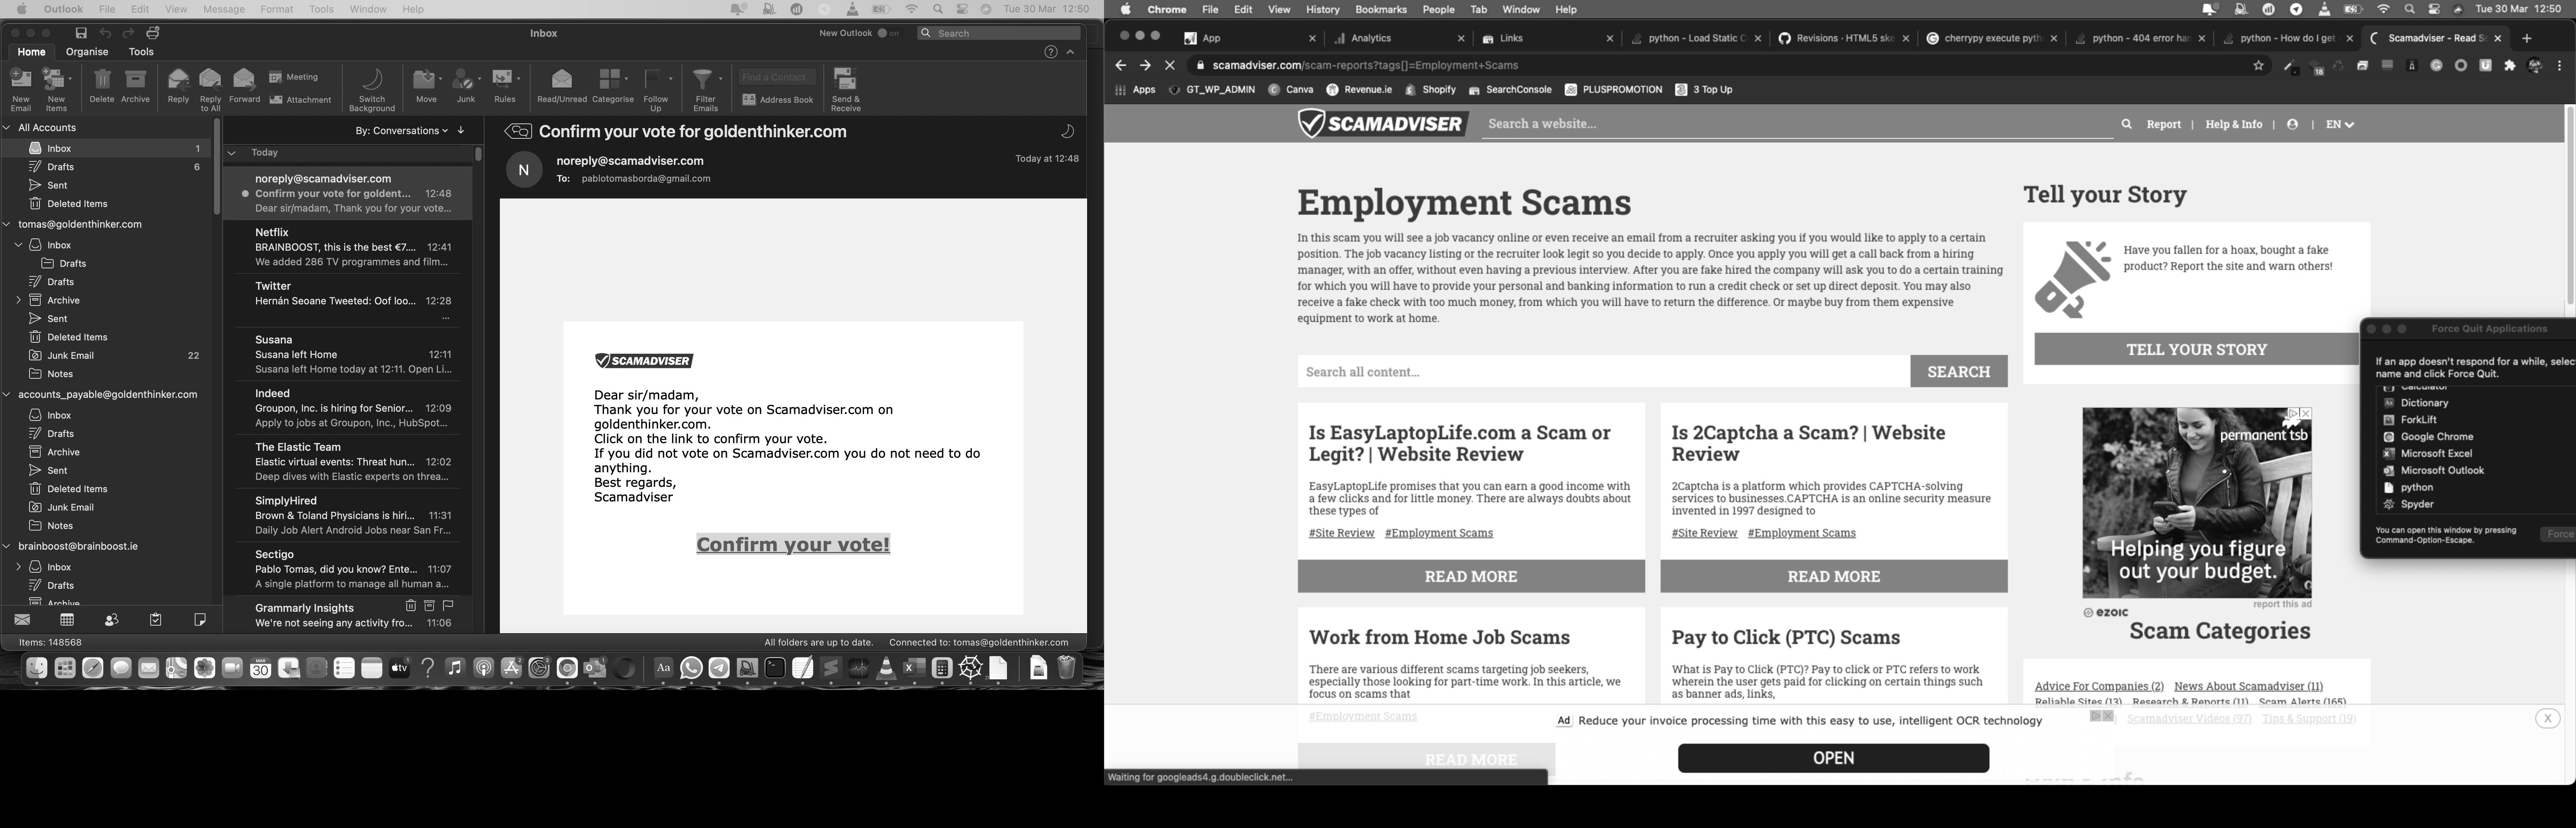 Outlook File Edit View Message Format Tools Window Help Tue 30 Mar 12:50
Inbox
New Outlook
Search
Home Organise Tools
New Email
New Items
Delete
Archive
Reply
Reply to All
Forward
Meeting
Attachment
Switch Background
Move
Junk
Rules
Read/Unread
Categorise
Follow Up
Filter Emails
Find a Contact
Address Book
Send & Receive
All Accounts
Inbox 1
Drafts 6
Sent
Deleted Items
tomas@goldenthinker.com
Inbox
Drafts
Drafts
Archive
Sent
Deleted Items
Junk Email 22
Notes
accounts_payable@goldenthinker.com
Inbox
Drafts
Archive
Sent
Deleted Items
Junk Email
Notes
brainboost@brainboost.ie
Inbox
Drafts
Archive
By: Conversations
Today
noreply@scamadviser.com
Confirm your vote for goldent... 12:48
Dear sir/madam, Thank you for your vote...
Netflix
BRAINBOOST, this is the best €7.... 12:41
We added 286 TV programmes and film...
Twitter
Hernán Seoane Tweeted: Oof loo... 12:28
...
Susana
Susana left Home 12:11
Susana left Home today at 12:11. Open Li...
Indeed
Groupon, Inc. is hiring for Senior... 12:09
Apply to jobs at Groupon, Inc., HubSpot...
The Elastic Team
Elastic virtual events: Threat hun... 12:02
Deep dives with Elastic experts on threa...
SimplyHired
Brown & Toland Physicians is hiri... 11:31
Daily Job Alert Android Jobs near San Fr...
Sectigo
Pablo Tomas, did you know? Ente... 11:07
A single platform to manage all human a...
Grammarly Insights
We're not seeing any activity fro... 11:06
Confirm your vote for goldenthinker.com
N
noreply@scamadviser.com
Today at 12:48
To: pablotomasborda@gmail.com
SCAMADVISER
Dear sir/madam,
Thank you for your vote on Scamadviser.com on
goldenthinker.com.
Click on the link to confirm your vote.
If you did not vote on Scamadviser.com you do not need to do
anything.
Best regards,
Scamadviser
Confirm your vote!
Items: 148568
All folders are up to date. Connected to: tomas@goldenthinker.com
MAR
30
tv
Aa
Chrome File Edit View History Bookmarks People Tab Window Help Tue 30 Mar 12:50
App
Analytics
Links
python - Load Static C
Revisions · HTML5 ske
cherrypy execute pyth
python - 404 error han
python - How do I get
Scamadviser - Read Sc
scamadviser.com/scam-reports?tags[]=Employment+Scams
18
Apps GT_WP_ADMIN Canva Revenue.ie Shopify SearchConsole PLUSPROMOTION 3 Top Up
SCAMADVISER
Search a website...
Report | Help & Info | | EN
Employment Scams
In this scam you will see a job vacancy online or even receive an email from a recruiter asking you if you would like to apply to a certain
position. The job vacancy listing or the recruiter look legit so you decide to apply. Once you apply you will get a call back from a hiring
manager, with an offer, without even having a previous interview. After you are fake hired the company will ask you to do a certain training
for which you will have to provide your personal and banking information to run a credit check or set up direct deposit. You may also
receive a fake check with too much money, from which you will have to return the difference. Or maybe buy from them expensive
equipment to work at home.
Search all content...
SEARCH
Is EasyLaptopLife.com a Scam or
Legit? | Website Review
EasyLaptopLife promises that you can earn a good income with
a few clicks and for little money. There are always doubts about
these types of
#Site Review #Employment Scams
READ MORE
Is 2Captcha a Scam? | Website
Review
2Captcha is a platform which provides CAPTCHA-solving
services to businesses.CAPTCHA is an online security measure
invented in 1997 designed to
#Site Review #Employment Scams
READ MORE
Work from Home Job Scams
There are various different scams targeting job seekers,
especially those looking for part-time work. In this article, we
focus on scams that
#Employment Scams
READ MORE
Pay to Click (PTC) Scams
What is Pay to Click (PTC)? Pay to click or PTC refers to work
wherein the user gets paid for clicking on certain things such
as banner ads, links,
Tell your Story
Have you fallen for a hoax, bought a fake
product? Report the site and warn others!
TELL YOUR STORY
permanent tsb
Helping you figure
out your budget.
ezoic
report this ad
Scam Categories
Advice For Companies (2) News About Scamadviser (11)
Reliable Sites (13) Research & Reports (11) Scam Alerts (165)
Scamadviser Videos (97) Tips & Support (19)
Force Quit Applications
If an app doesn't respond for a while, selec
name and click Force Quit.
Calculator
Dictionary
ForkLift
Google Chrome
Microsoft Excel
Microsoft Outlook
python
Spyder
You can open this window by pressing
Command-Option-Escape.
Force
Ad Reduce your invoice processing time with this easy to use, intelligent OCR technology
OPEN
X
Waiting for googleads4.g.doubleclick.net...